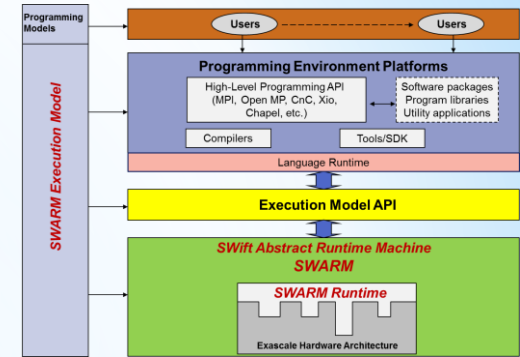 Programming
Models
SWARM Execution Model
Users
Users
Programming Environment Platforms
High-Level Programming API
(MPI, Open MP, CnC, Xio,
Chapel, etc.)
Software packages
Program libraries
Utility applications
Compilers
Tools/SDK
Language Runtime
Execution Model API
SWift Abstract Runtime Machine
SWARM
SWARM Runtime
Exascale Hardware Architecture